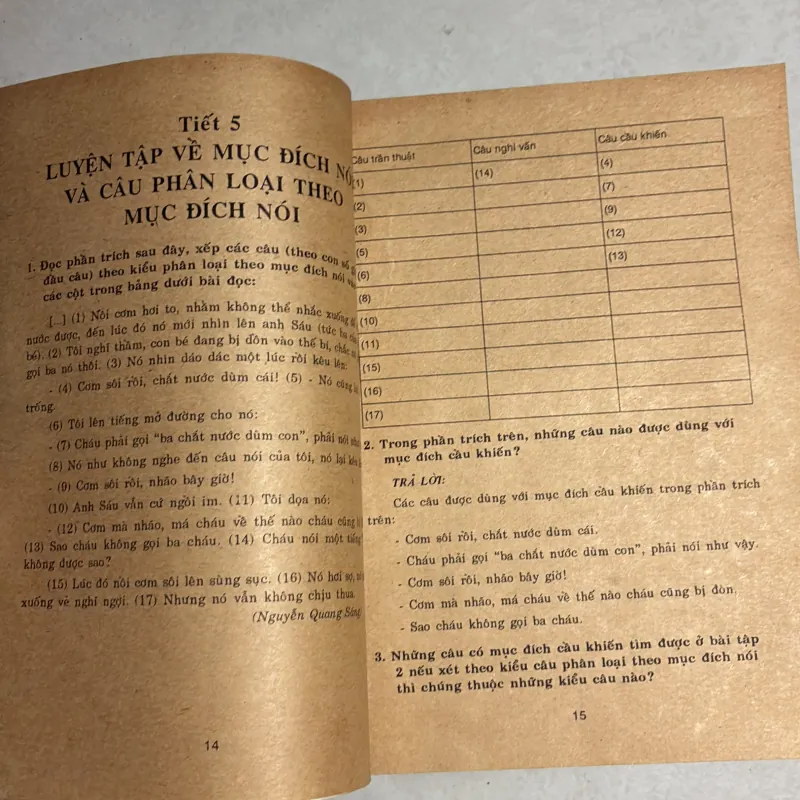 Tiết 5
LUYỆN TẬP VỀ MỤC ĐÍCH NÓ
VÀ CÂU PHÂN LOẠI THEO
MỤC ĐÍCH NÓI
1. Đọc phần trích sau đây, xếp các câu (theo con số
đầu câu) theo kiểu phân loại theo mục đích nói
các cột trong bảng dưới bài đọc:
[...] (1) Nồi cơm hơi to, nhắm không thể nhắc xuống
nước được, đến lúc đó nó mới nhìn lên anh Sáu (tức ba
bé). (2) Tôi nghĩ thầm, con bé đang bị dồn vào thế bí, chắc
gọi ba nó thôi. (3) Nó nhìn dáo dác một lúc rồi kêu lên:
- (4) Cơm sôi rồi, chắt nước dùm cái! (5) - Nó cũng
trống.
(6) Tôi lên tiếng mở đường cho nó:
- (7) Cháu phải gọi "ba chắt nước dùm con", phải nói
(8) Nó như không nghe đến câu nói của tôi, nó lại
- (9) Cơm sôi rồi, nhão bây giờ!
(10) Anh Sáu vẫn cứ ngồi im. (11) Tôi dọa nó:
- (12) Cơm mà nhão, má cháu về thế nào cháu cũng
(13) Sao cháu không gọi ba cháu. (14) Cháu nói một tiếng
không được sao?
(15) Lúc đó nồi cơm sôi lên sùng sục. (16) Nó hơi sợ,
xuống vẻ nghĩ ngợi. (17) Nhưng nó vẫn không chịu thua.
(Nguyễn Quang Sáng)
14
Câu trần thuật Câu nghi vấn Câu cầu khiến
(1) (14) (4)
(2) (7)
(3) (9)
(5) (12)
(6) (13)
(8)
(10)
(11)
(15)
(16)
(17)
2. Trong phần trích trên, những câu nào được dùng với
mục đích cầu khiến?
TRẢ LỜI:
Các câu được dùng với mục đích cầu khiến trong phần trích
trên:
- Cơm sôi rồi, chắt nước dùm cái.
- Cháu phải gọi "ba chắt nước dùm con", phải nói như vậy.
- Cơm sôi rồi, nhão bây giờ!
- Cơm mà nhão, má cháu về thế nào cháu cũng bị đòn.
- Sao cháu không gọi ba cháu.
3. Những câu có mục đích cầu khiến tìm được ở bài tập
2 nếu xét theo kiểu câu phân loại theo mục đích nói
thì chúng thuộc những kiểu câu nào?
15